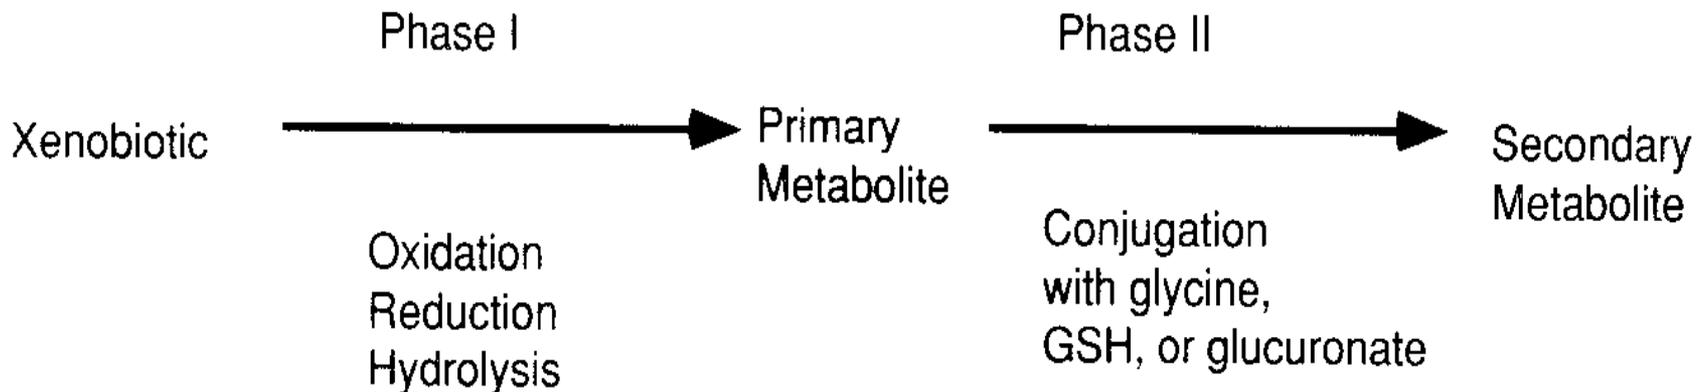 Phase I
Phase II
Xenobiotic
Primary
Metabolite
Secondary
Metabolite
Oxidation
Reduction
Hydrolysis
Conjugation
with glycine,
GSH, or glucuronate